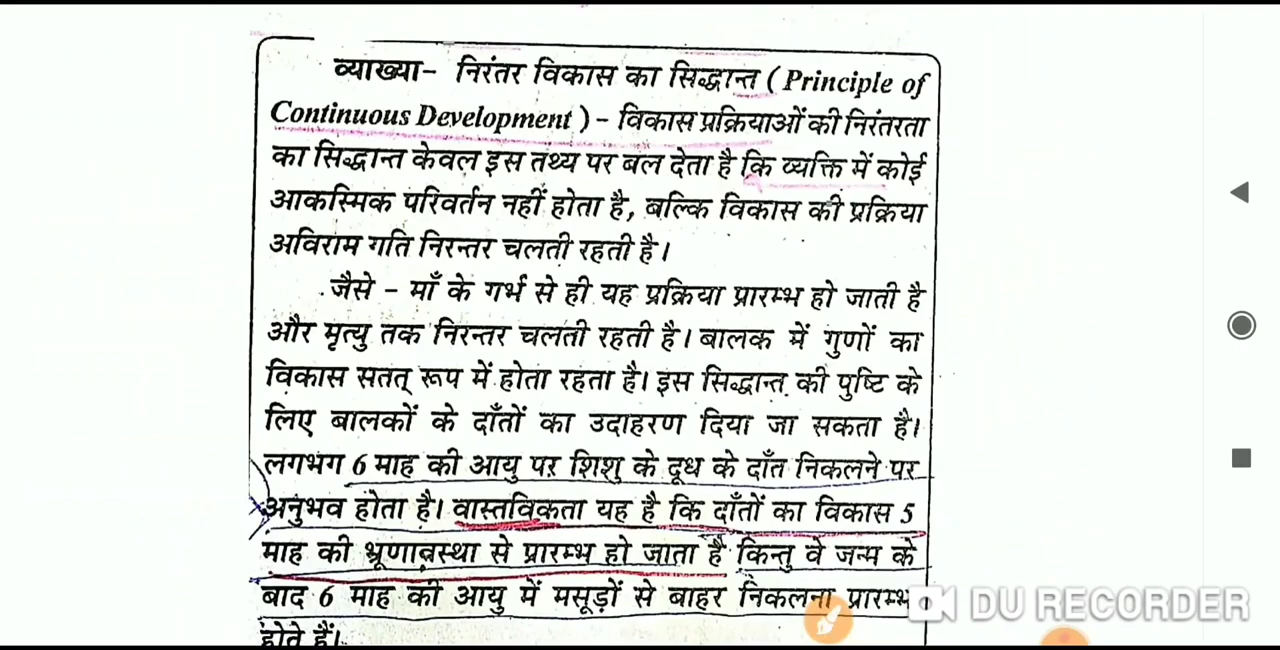 व्याख्या- निरंतर विकास का सिद्धान्त ( Principle of
Continuous Development ) - विकास प्रक्रियाओं की निरंतरता
का सिद्धान्त केवल इस तथ्य पर बल देता है कि व्यक्ति में कोई
आकस्मिक परिवर्तन नहीं होता है, बल्कि विकास की प्रक्रिया
अविराम गति निरन्तर चलती रहती है।
जैसे - माँ के गर्भ से ही यह प्रक्रिया प्रारम्भ हो जाती है
और मृत्यु तक निरन्तर चलती रहती है। बालक में गुणों का
विकास सतत् रूप में होता रहता है। इस सिद्धान्त की पुष्टि के
लिए बालकों के दाँतों का उदाहरण दिया जा सकता है।
लगभग 6 माह की आयु पर शिशु के दूध के दाँत निकलने पर
अनुभव होता है। वास्तविकता यह है कि दाँतों का विकास 5
माह की भ्रूणावस्था से प्रारम्भ हो जाता है किन्तु वे जन्म के
बाद 6 माह की आयु में मसूड़ों से बाहर निकलना प्रारम्भ
होते हैं।
DU RECORDER